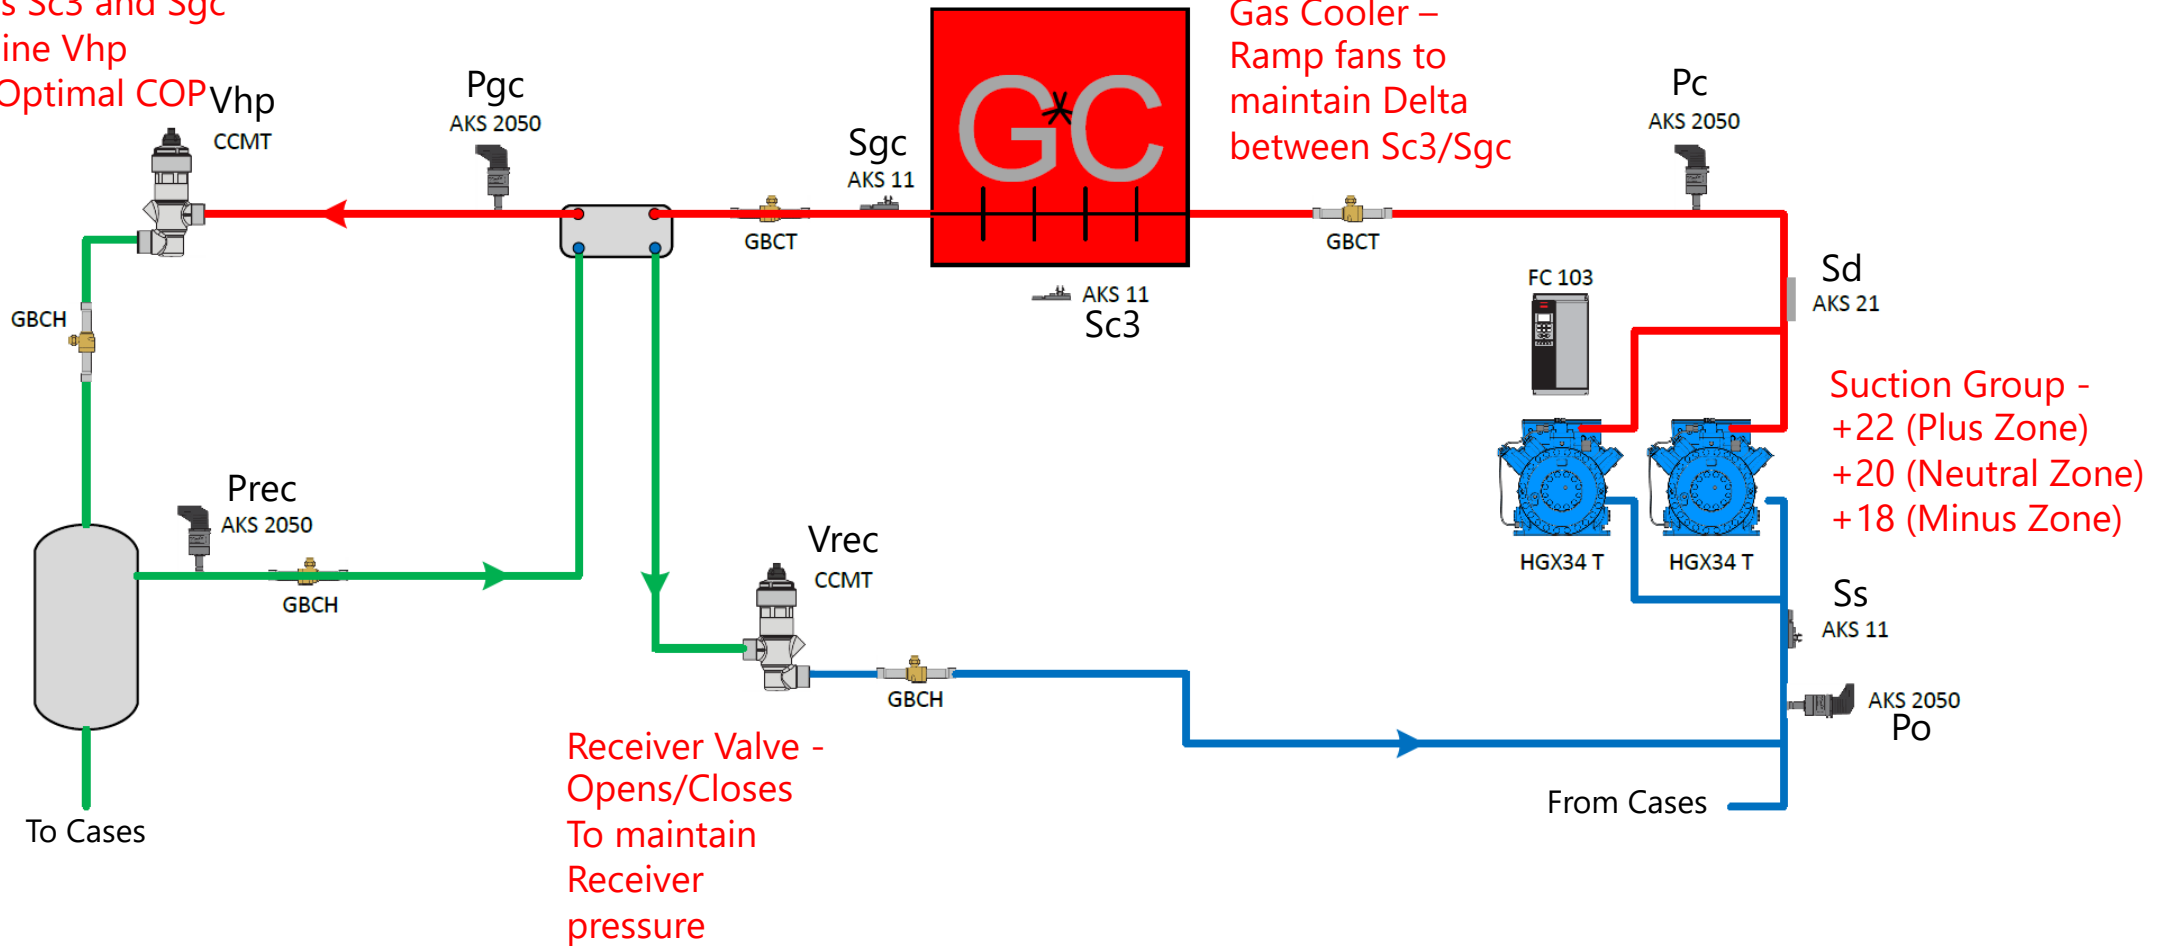 s Sc3 and Sgc
ine Vhp
Optimal COP
Vhp
CCMT
Pgc
AKS 2050
Sgc
AKS 11
GC
Gas Cooler –
Ramp fans to
maintain Delta
between Sc3/Sgc
Pc
AKS 2050
GBCT
GBCT
AKS 11
Sc3
FC 103
Sd
AKS 21
GBCH
Suction Group -
+22 (Plus Zone)
+20 (Neutral Zone)
+18 (Minus Zone)
Prec
AKS 2050
GBCH
Vrec
CCMT
HGX34 T
HGX34 T
Ss
AKS 11
GBCH
AKS 2050
Po
Receiver Valve -
Opens/Closes
To maintain
Receiver
pressure
From Cases
To Cases